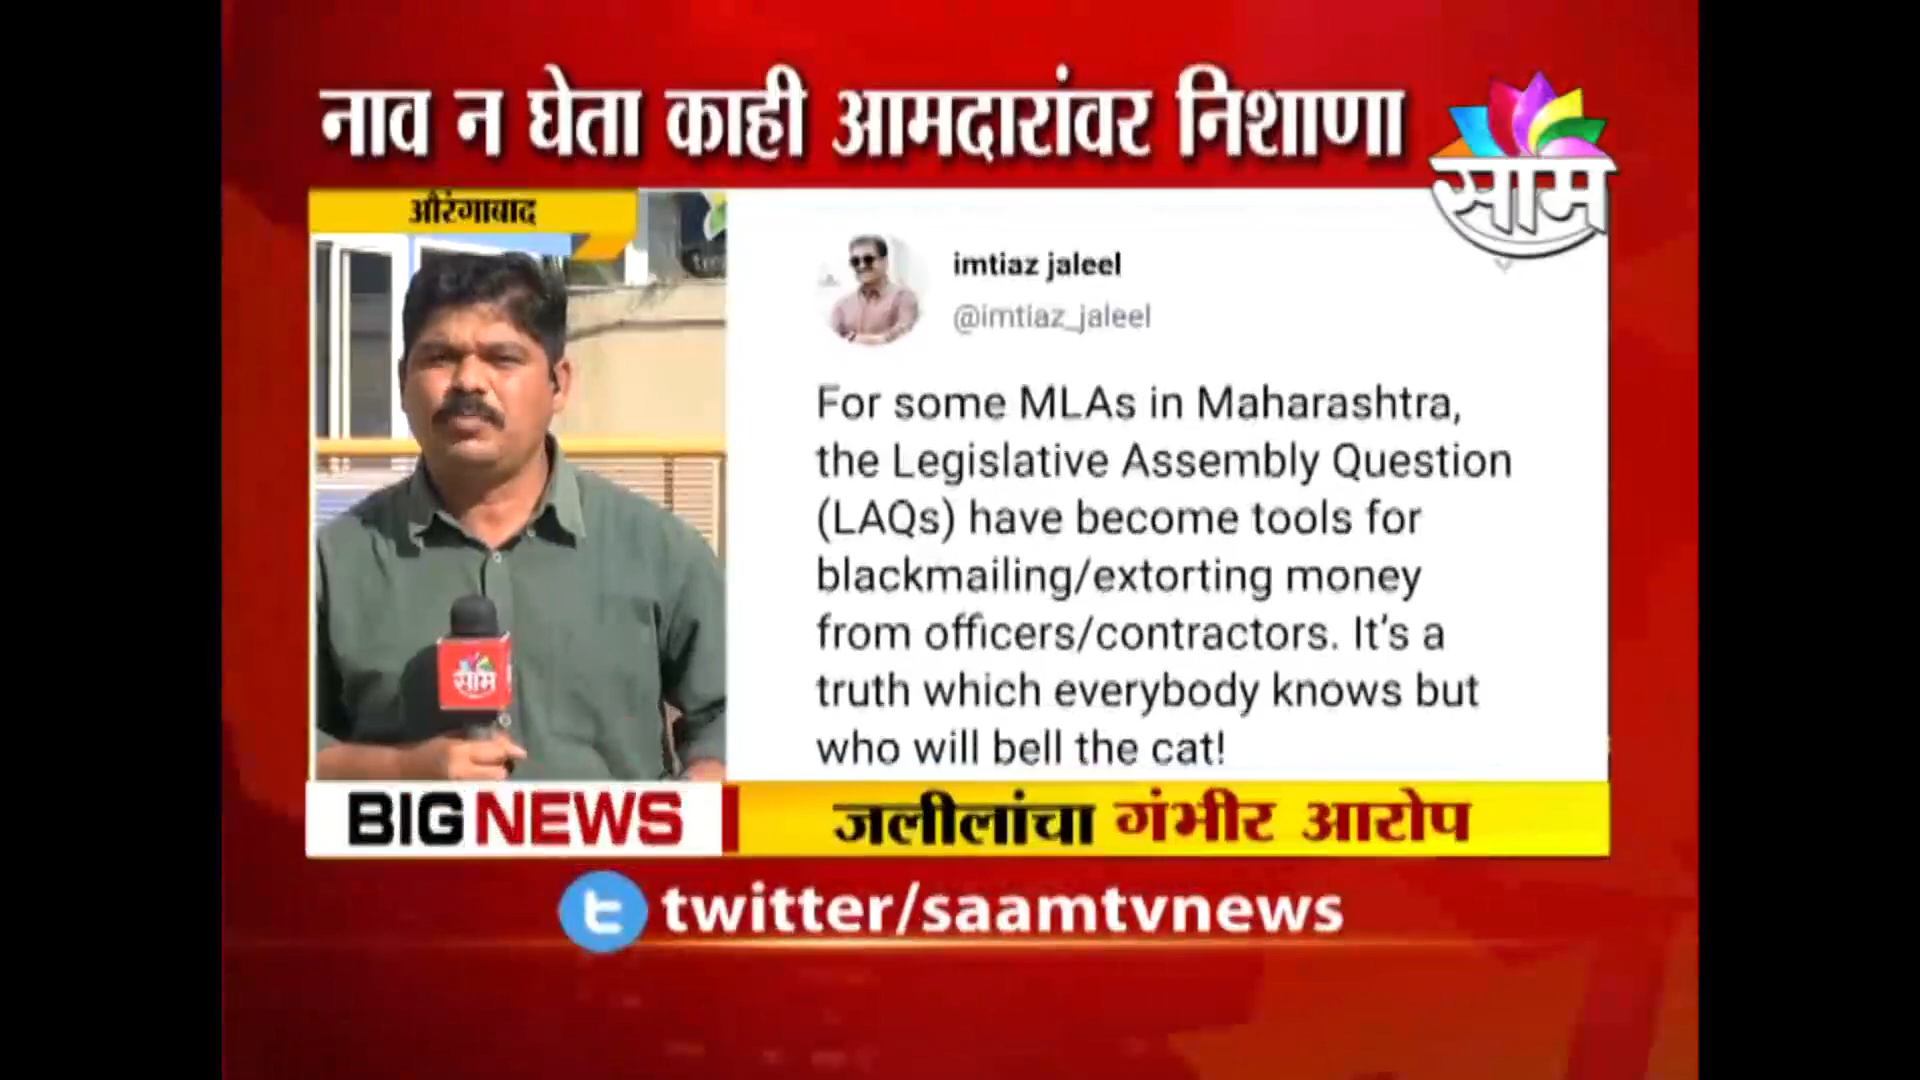 नाव न घेता काही आमदारांवर निशाणा
साम
औरंगाबाद
imtiaz jaleel
@imtiaz_jaleel
For some MLAs in Maharashtra,
the Legislative Assembly Question
(LAQs) have become tools for
blackmailing/extorting money
from officers/contractors. It's a
truth which everybody knows but
who will bell the cat!
साम
BIG NEWS
जलीलांचा गंभीर आरोप
twitter/saamtvnews